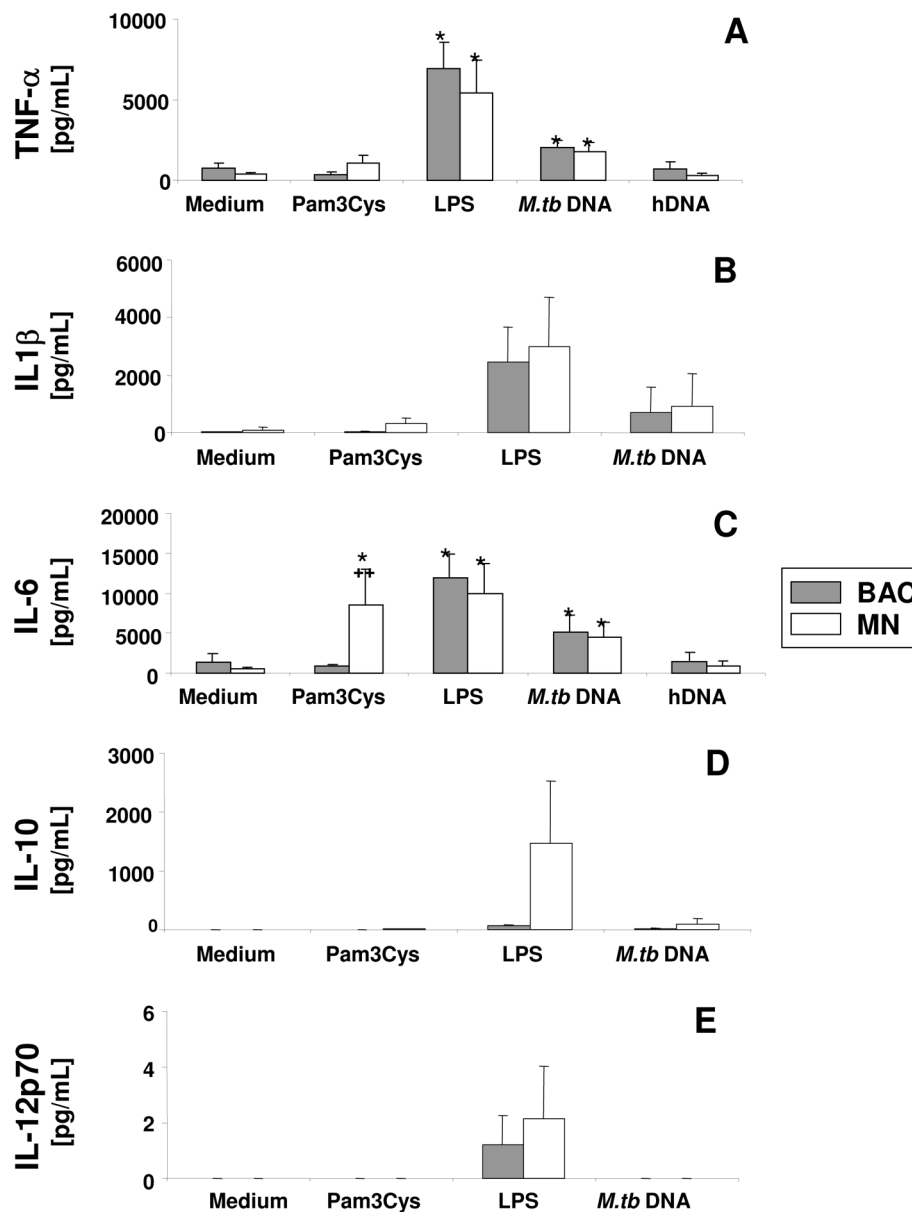 A
TNF-α
[pg/mL]
10000
5000
0
* * * *
Medium Pam3Cys LPS M.tb DNA hDNA
B
IL1β
[pg/mL]
6000
4000
2000
0
Medium Pam3Cys LPS M.tb DNA
C
IL-6
[pg/mL]
20000
15000
10000
5000
0
* * * * *
++
Medium Pam3Cys LPS M.tb DNA hDNA
BAC
MN
D
IL-10
[pg/mL]
3000
2000
1000
0
Medium Pam3Cys LPS M.tb DNA
E
IL-12p70
[pg/mL]
6
4
2
0
Medium Pam3Cys LPS M.tb DNA